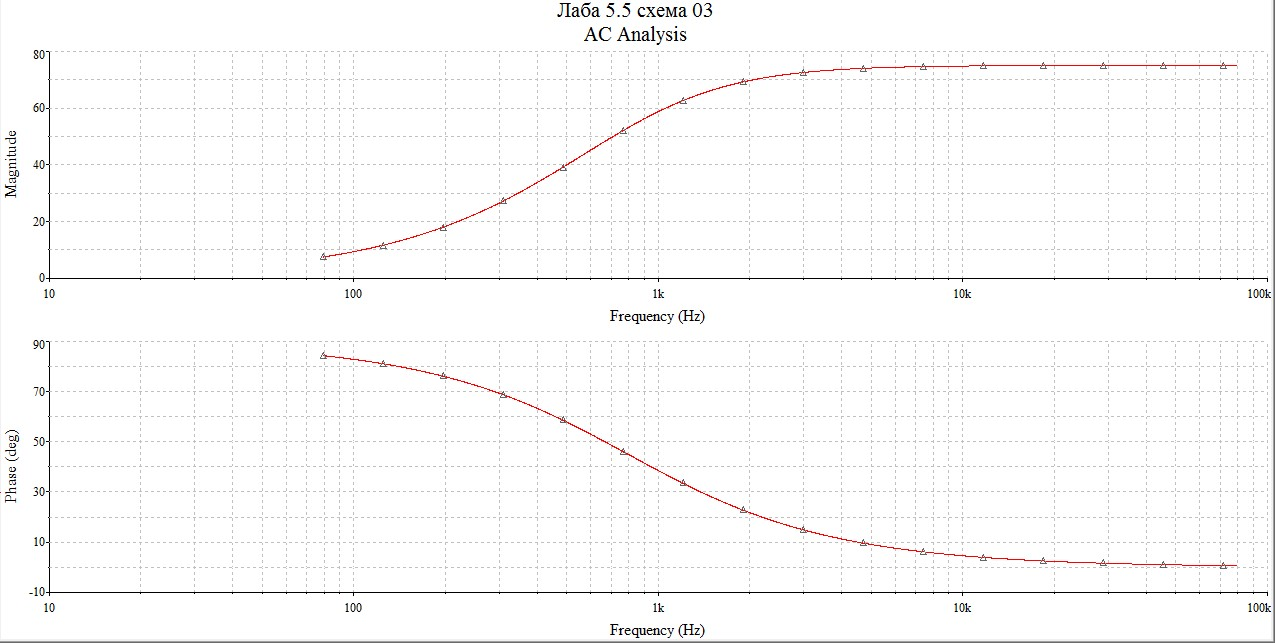 Лаба 5.5 схема 03
AC Analysis
Magnitude
80
60
40
20
0
10 100 1k 10k 100k
Frequency (Hz)
Phase (deg)
90
70
50
30
10
-10
10 100 1k 10k 100k
Frequency (Hz)